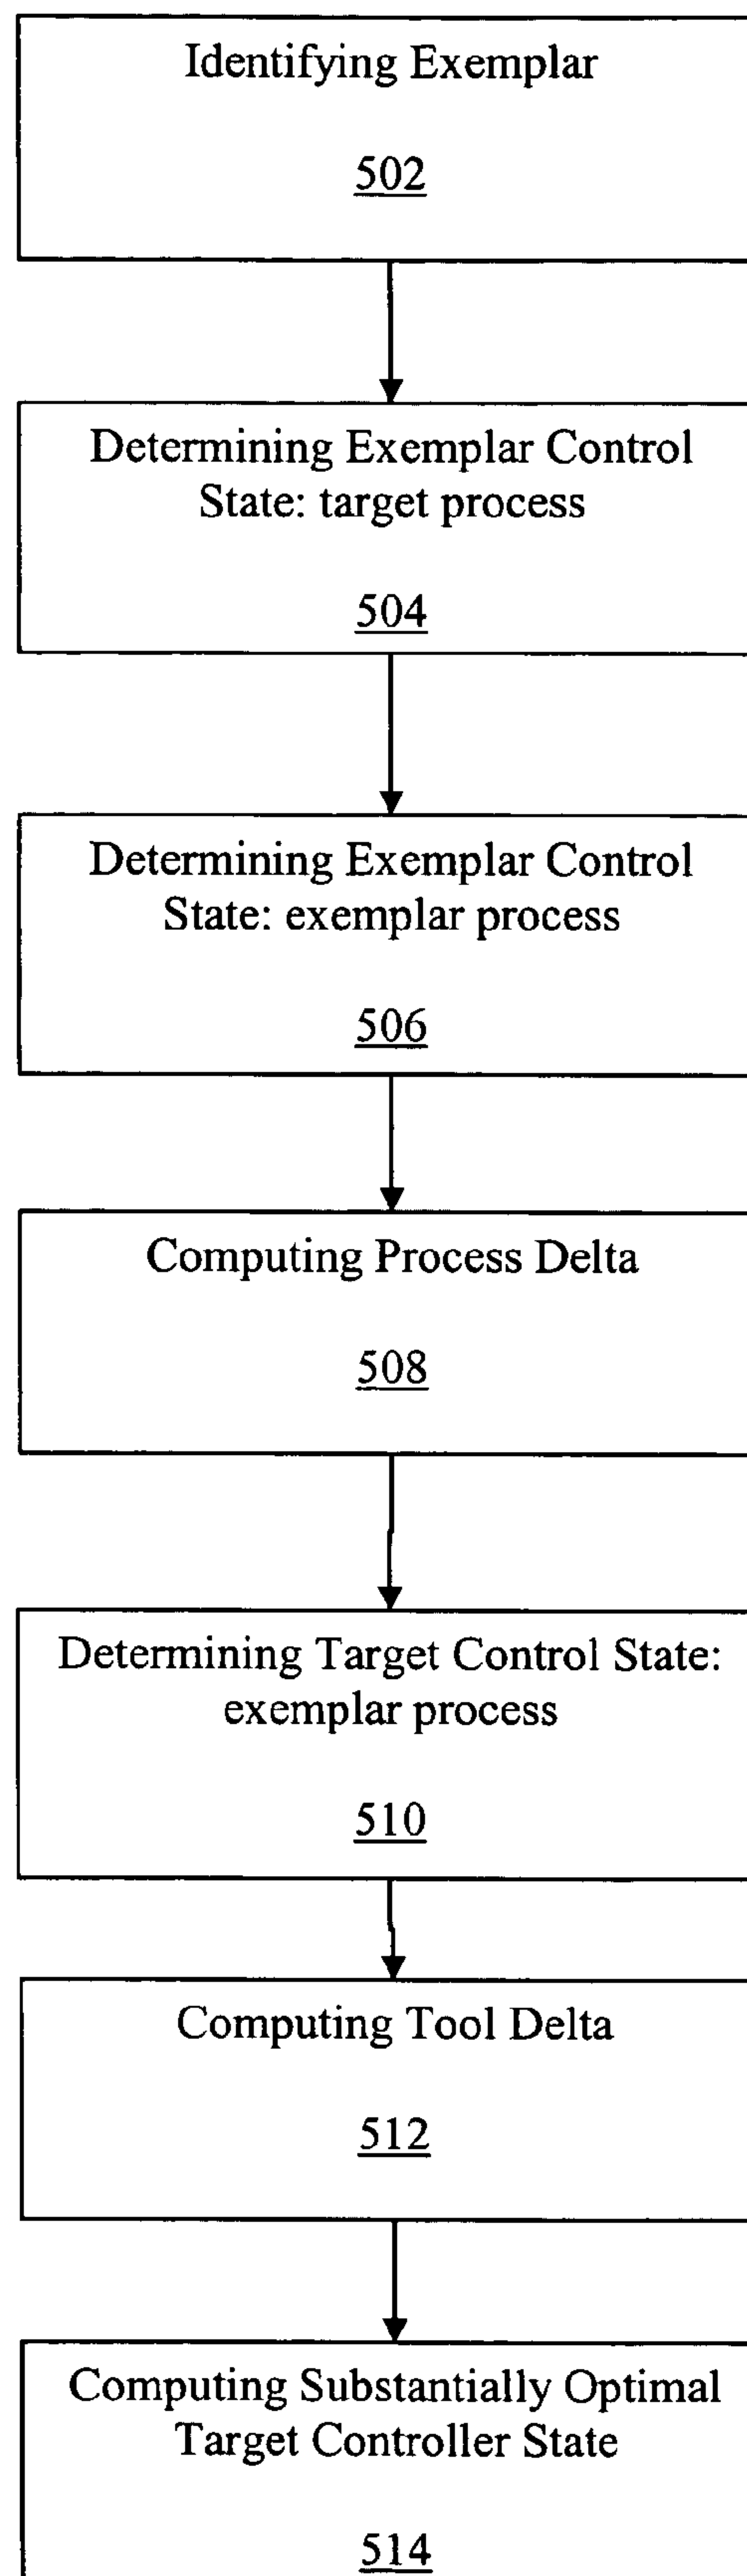 Identifying Exemplar
502
Determining Exemplar Control
State: target process
504
Determining Exemplar Control
State: exemplar process
506
Computing Process Delta
508
Determining Target Control State:
exemplar process
510
Computing Tool Delta
512
Computing Substantially Optimal
Target Controller State
514